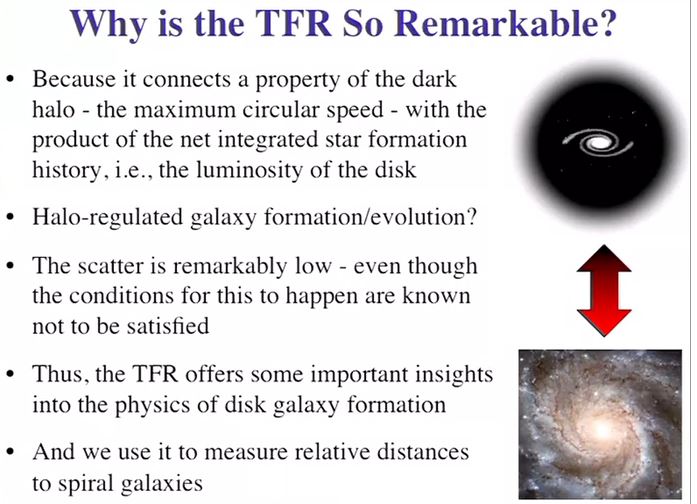 Why is the TFR So Remarkable?
• Because it connects a property of the dark
halo - the maximum circular speed - with the
product of the net integrated star formation
history, i.e., the luminosity of the disk
• Halo-regulated galaxy formation/evolution?
• The scatter is remarkably low - even though
the conditions for this to happen are known
not to be satisfied
• Thus, the TFR offers some important insights
into the physics of disk galaxy formation
• And we use it to measure relative distances
to spiral galaxies